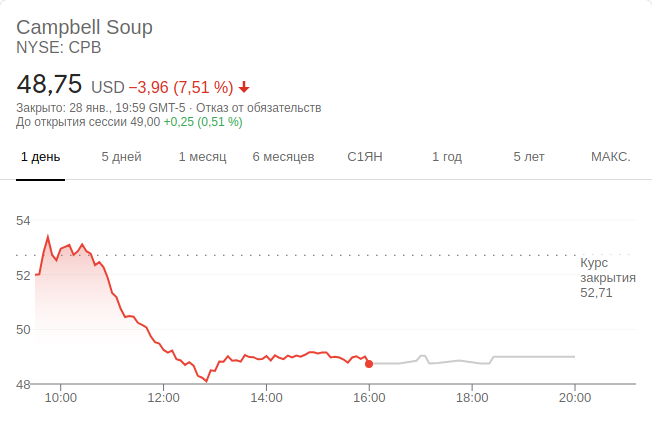 Campbell Soup
NYSE: CPB
48,75 USD −3,96 (7,51 %)
Закрыто: 28 янв., 19:59 GMT-5 · Отказ от обязательств
До открытия сессии 49,00 +0,25 (0,51 %)
1 день 5 дней 1 месяц 6 месяцев С1ЯН 1 год 5 лет МАКС.
54
52
50
48
Курс
закрытия
52,71
10:00 12:00 14:00 16:00 18:00 20:00